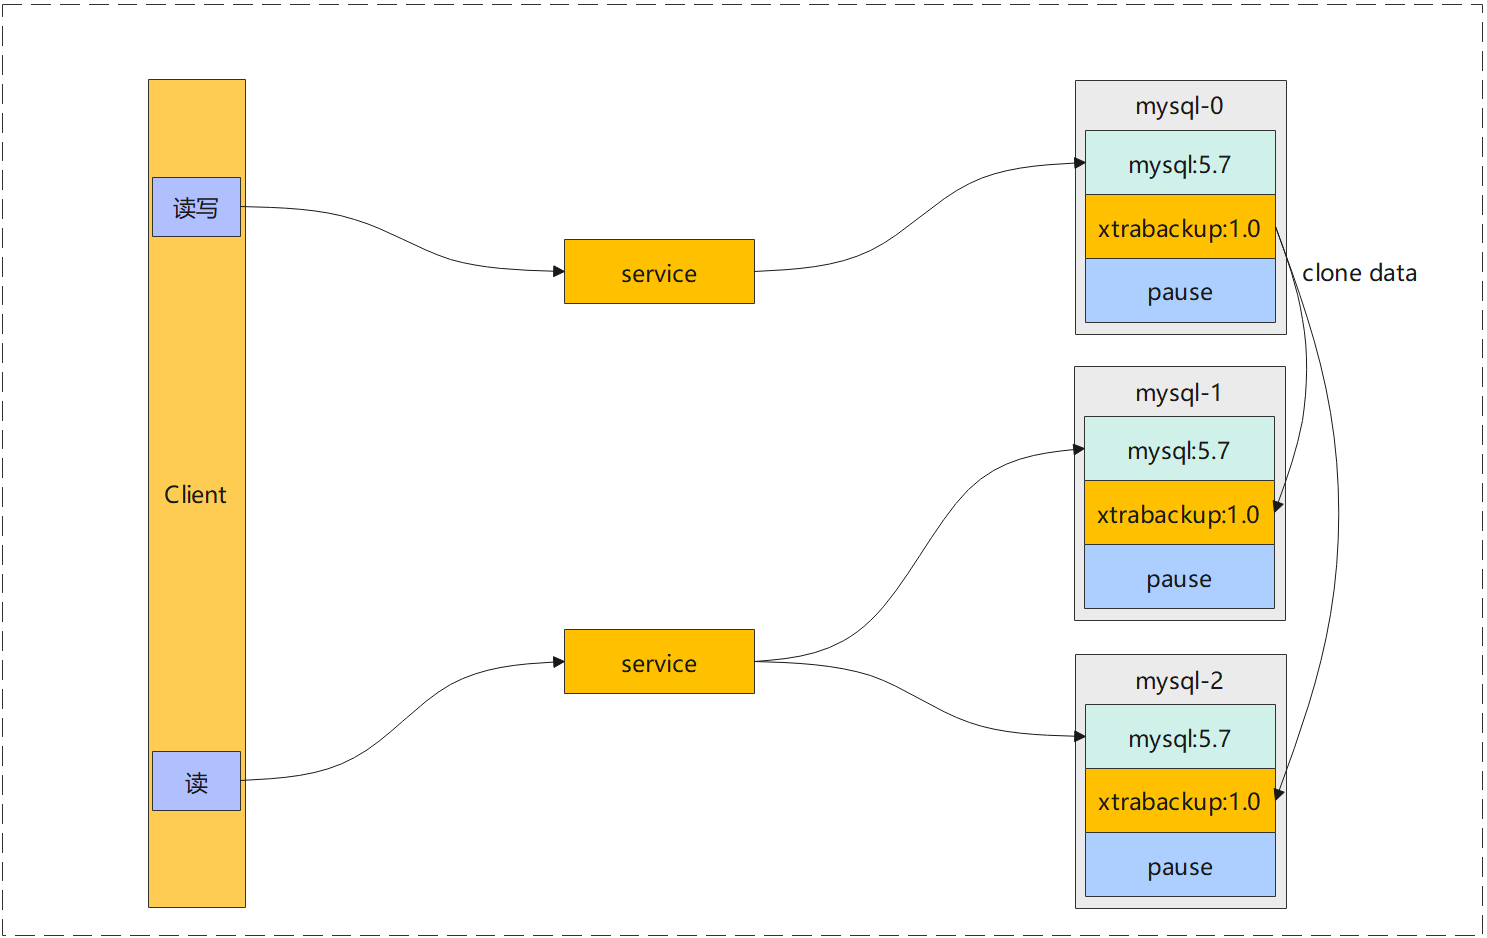 Client
读写
读
service
service
mysql-0
mysql:5.7
xtrabackup:1.0
pause
clone data
mysql-1
mysql:5.7
xtrabackup:1.0
pause
mysql-2
mysql:5.7
xtrabackup:1.0
pause